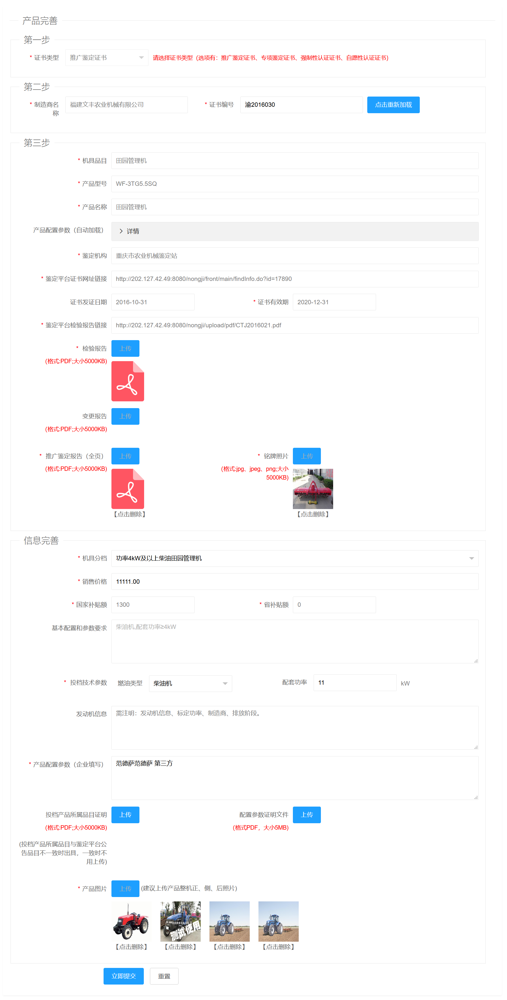 产品完善
第一步
* 证书类型 推广鉴定证书 请选择证书类型（选项有：推广鉴定证书、专项鉴定证书、强制性认证证书、自愿性认证证书）
第二步
* 制造商名称 福建文丰农业机械有限公司 * 证书编号 渝2016030 点击重新加载
第三步
* 机具品目 田园管理机
* 产品型号 WF-3TG5.5SQ
* 产品名称 田园管理机
产品配置参数（自动加载） 详情
* 鉴定机构 重庆市农业机械鉴定站
* 鉴定平台证书网址链接 http://202.127.42.49:8080/nongji/front/main/findInfo.do?id=17890
证书发证日期 2016-10-31 * 证书有效期 2020-12-31
* 鉴定平台检验报告链接 http://202.127.42.49:8080/nongji/upload/pdf/CTJ2016021.pdf
* 检验报告 上传
(格式:PDF;大小5000KB)
变更报告 上传
(格式:PDF;大小5000KB)
* 推广鉴定报告（全页） 上传 * 铭牌照片 上传
(格式:PDF;大小5000KB) (格式:jpg、jpeg、png;大小
5000KB)
【点击删除】 【点击删除】
信息完善
* 机具分档 功率4kW及以上柴油田园管理机
* 销售价格 11111.00
* 国家补贴额 1300 * 省补贴额 0
基本配置和参数要求 柴油机,配套功率≥4kW
* 投档技术参数 燃油类型 柴油机 配套功率 11 kW
发动机信息 需注明：发动机信息、标定功率、制造商、排放阶段。
* 产品配置参数（企业填写） 范德萨范德萨 第三方
投档产品所属品目证明 上传 配置参数证明文件 上传
(格式:PDF;大小5000KB) (格式PDF，大小5MB)
(投档产品所属品目与鉴定平台公
告品目不一致时出具，一致时不
用上传)
* 产品图片 上传 (建议上传产品整机正、侧、后照片)
测试使用
【点击删除】 【点击删除】 【点击删除】 【点击删除】
立即提交 重置